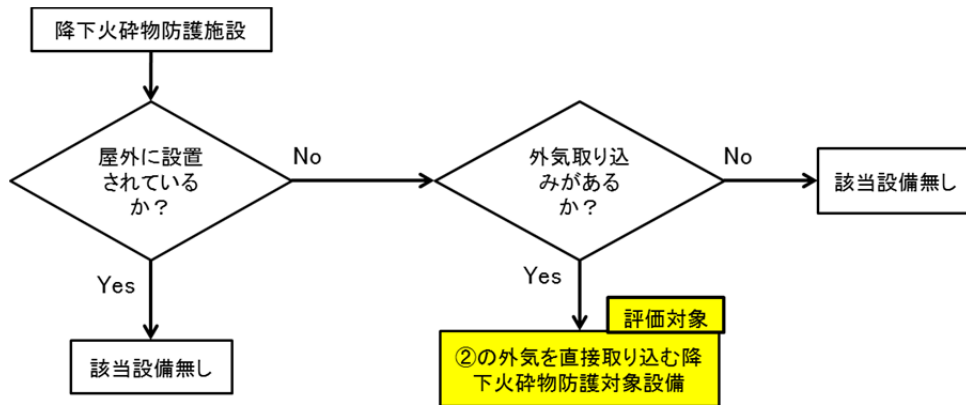 降下火砕物防護施設
屋外に設置
されている
か？
No
外気取り込
みがある
か？
No
該当設備無し
Yes
Yes
評価対象
該当設備無し
②の外気を直接取り込む降
下火砕物防護対象設備